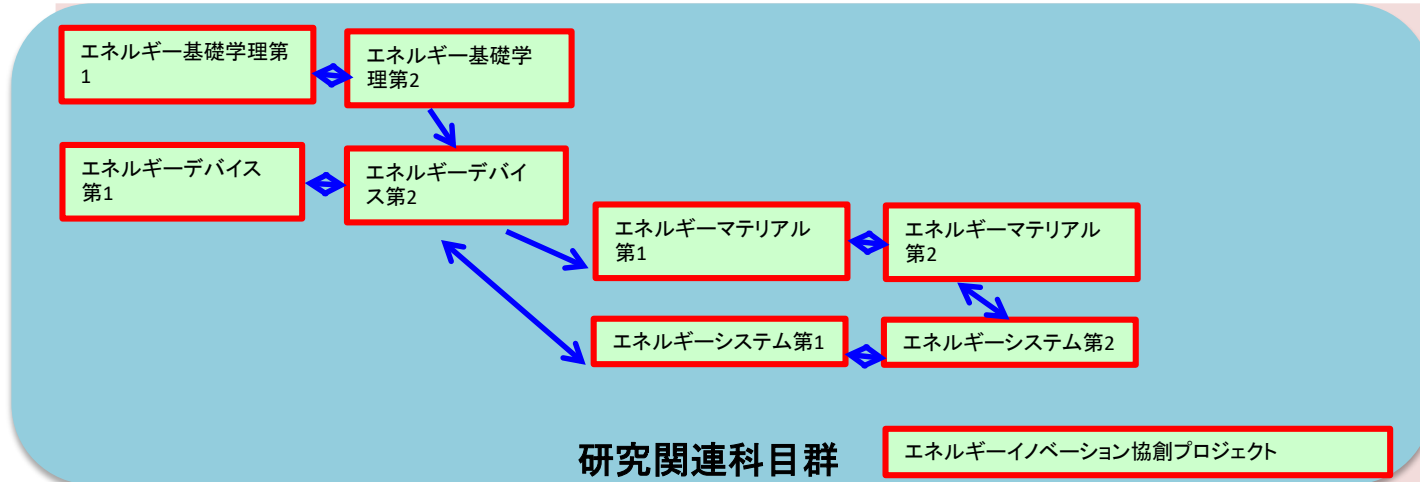 エネルギー基礎学理第
1
エネルギー基礎学
理第2
エネルギーデバイス
第1
エネルギーデバイ
ス第2
エネルギーマテリアル
第1
エネルギーマテリアル
第2
エネルギーシステム第1
エネルギーシステム第2
研究関連科目群
エネルギーイノベーション協創プロジェクト